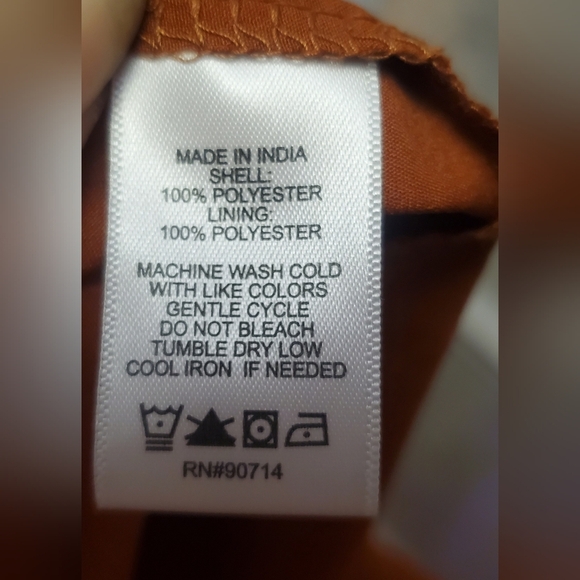 MADE IN INDIA
SHELL:
100% POLYESTER
LINING:
100% POLYESTER
MACHINE WASH COLD
WITH LIKE COLORS
GENTLE CYCLE
DO NOT BLEACH
TUMBLE DRY LOW
COOL IRON IF NEEDED
RN#90714